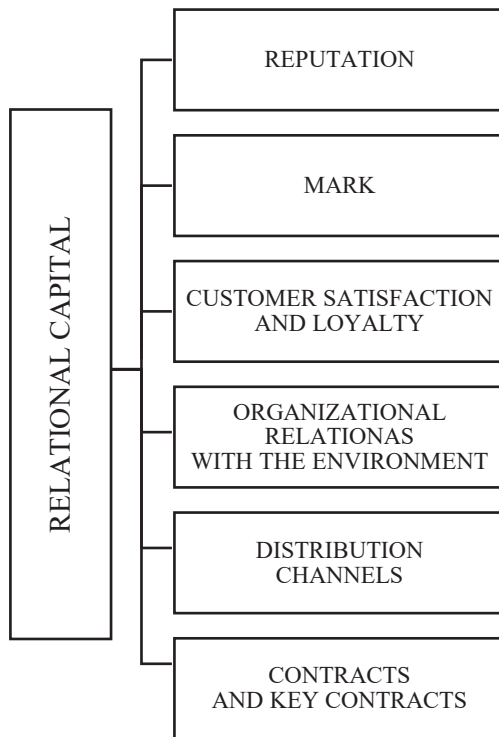 RELATIONAL CAPITAL
REPUTATION
MARK
CUSTOMER SATISFACTION
AND LOYALTY
ORGANIZATIONAL
RELATIONAS
WITH THE ENVIRONMENT
DISTRIBUTION
CHANNELS
CONTRACTS
AND KEY CONTRACTS